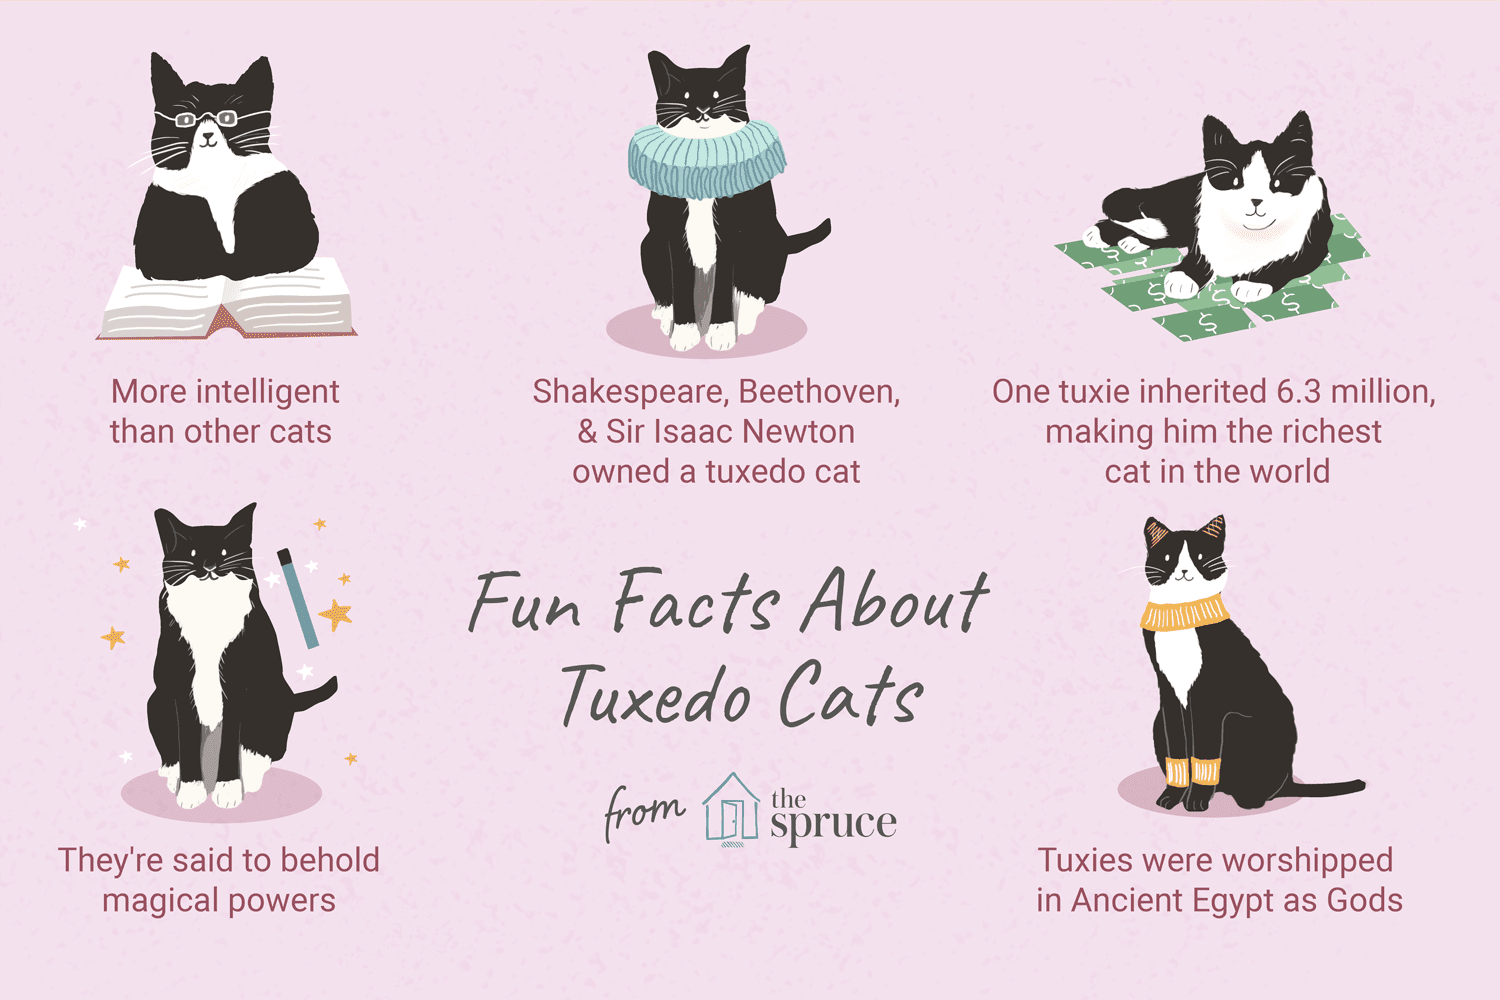 More intelligent
than other cats
Shakespeare, Beethoven,
& Sir Isaac Newton
owned a tuxedo cat
One tuxie inherited 6.3 million,
making him the richest
cat in the world
Fun Facts About
Tuxedo Cats
from the spruce
They're said to behold
magical powers
Tuxies were worshipped
in Ancient Egypt as Gods